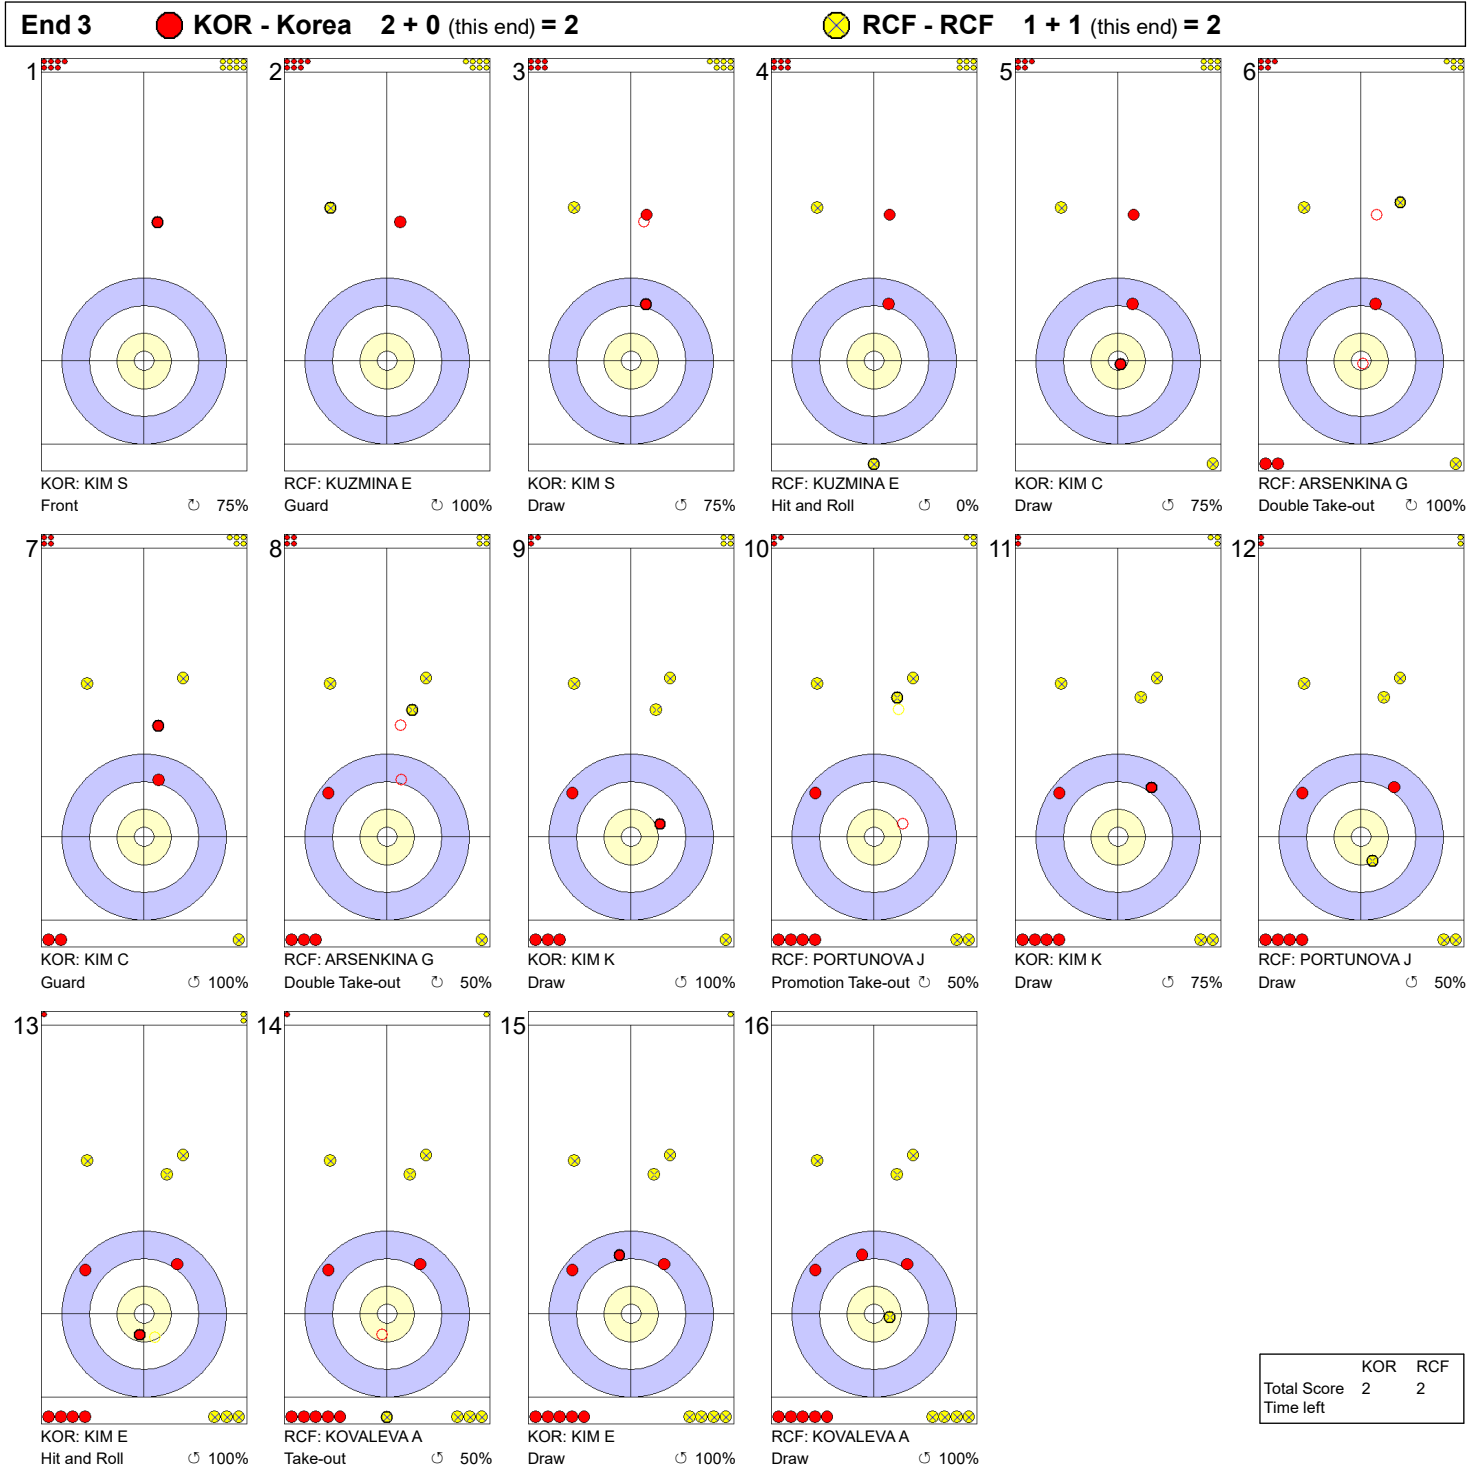 End 3 KOR - Korea 2 + 0 (this end) = 2 RCF - RCF 1 + 1 (this end) = 2
1 2 3 4 5 6
KOR: KIM S RCF: KUZMINA E KOR: KIM S RCF: KUZMINA E KOR: KIM C RCF: ARSENKINA G
Front ↻ 75% Guard ↻ 100% Draw ↺ 75% Hit and Roll ↺ 0% Draw ↺ 75% Double Take-out ↻ 100%
7 8 9 10 11 12
KOR: KIM C RCF: ARSENKINA G KOR: KIM K RCF: PORTUNOVA J KOR: KIM K RCF: PORTUNOVA J
Guard ↺ 100% Double Take-out ↻ 50% Draw ↺ 100% Promotion Take-out ↻ 50% Draw ↺ 75% Draw ↺ 50%
13 14 15 16
KOR: KIM E RCF: KOVALEVA A KOR: KIM E RCF: KOVALEVA A
Hit and Roll ↺ 100% Take-out ↺ 50% Draw ↺ 100% Draw ↺ 100%
KOR RCF
Total Score 2 2
Time left